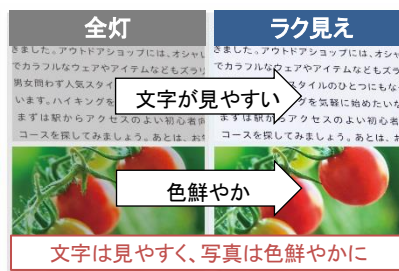 全灯
ラク見え
きました。アウトドアショップには、オシャレ
きました。アウトドアショップには、オシャ
でカラフルなウェアやアイテムなどもズラリ
でカラフルなウェアやアイテムなどもズラ
男女問わず人気スタイ
タイルのひとつにもな
います。ハイキングを
グを気軽に始めたいな
まずは駅からアクセスのよい初心者向
まずは駅からアクセスのよい初心者
コースを探してみましょう。あとは、お
コースを探してみましょう。あとは、お
文字が見やすい
色鮮やか
文字は見やすく、写真は色鮮やかに